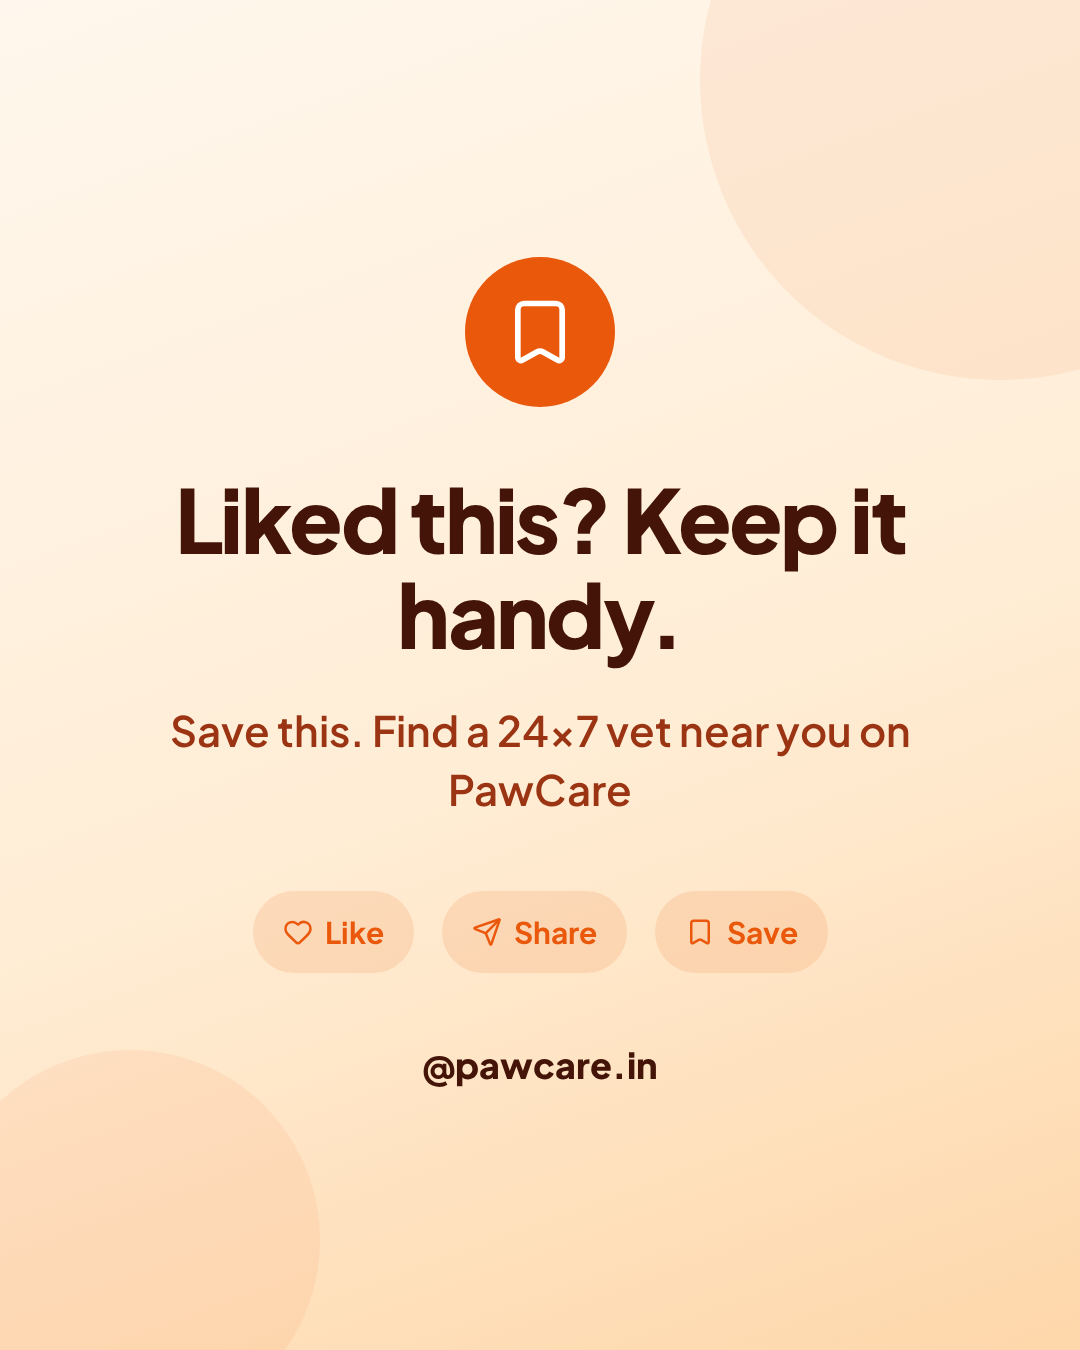 Liked this? Keep it
handy.
Save this. Find a 24×7 vet near you on
PawCare
Like
Share
Save
@pawcare.in